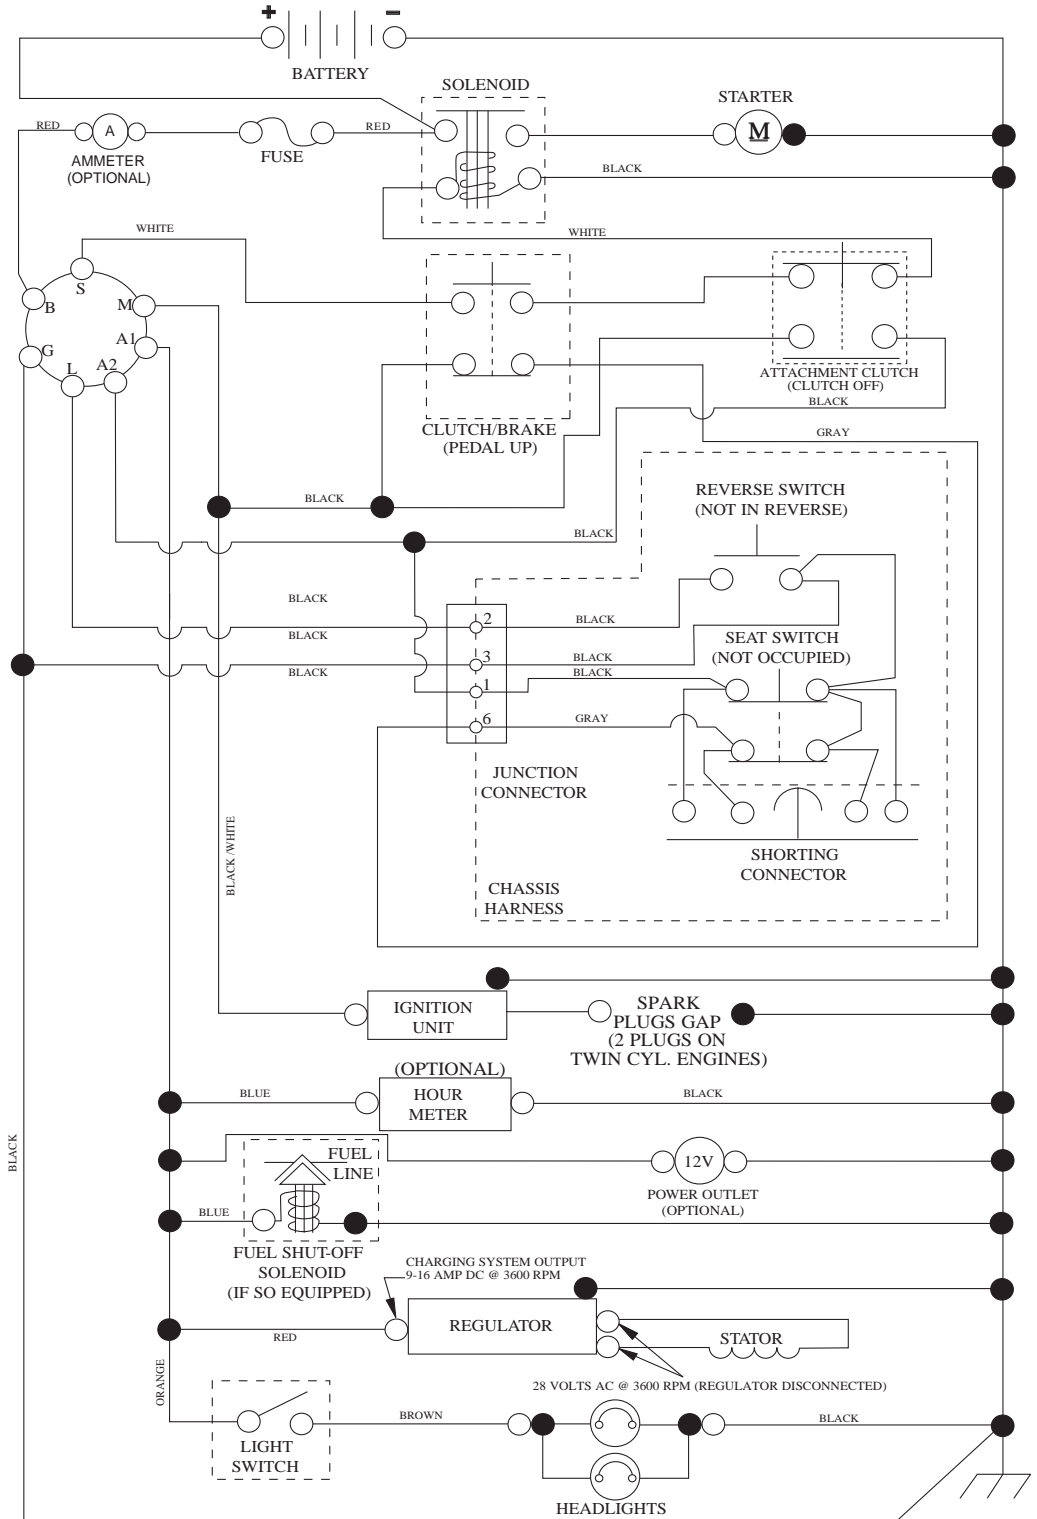 + −
BATTERY
SOLENOID
STARTER
RED
A
AMMETER
(OPTIONAL)
FUSE
RED
M
BLACK
WHITE
WHITE
S
B
M
G
A1
L
A2
ATTACHMENT CLUTCH
(CLUTCH OFF)
BLACK
CLUTCH/BRAKE
(PEDAL UP)
GRAY
REVERSE SWITCH
(NOT IN REVERSE)
BLACK
BLACK
BLACK
2
BLACK
BLACK
SEAT SWITCH
(NOT OCCUPIED)
3
BLACK
BLACK
BLACK
1
6
GRAY
JUNCTION
CONNECTOR
SHORTING
CONNECTOR
BLACK /WHITE
CHASSIS
HARNESS
IGNITION
UNIT
SPARK
PLUGS GAP
(2 PLUGS ON
TWIN CYL. ENGINES)
(OPTIONAL)
HOUR
METER
BLUE
BLACK
BLACK
FUEL
LINE
12V
POWER OUTLET
(OPTIONAL)
BLUE
FUEL SHUT-OFF
SOLENOID
(IF SO EQUIPPED)
CHARGING SYSTEM OUTPUT
9-16 AMP DC @ 3600 RPM
REGULATOR
STATOR
RED
28 VOLTS AC @ 3600 RPM (REGULATOR DISCONNECTED)
ORANGE
BROWN
BLACK
LIGHT
SWITCH
HEADLIGHTS